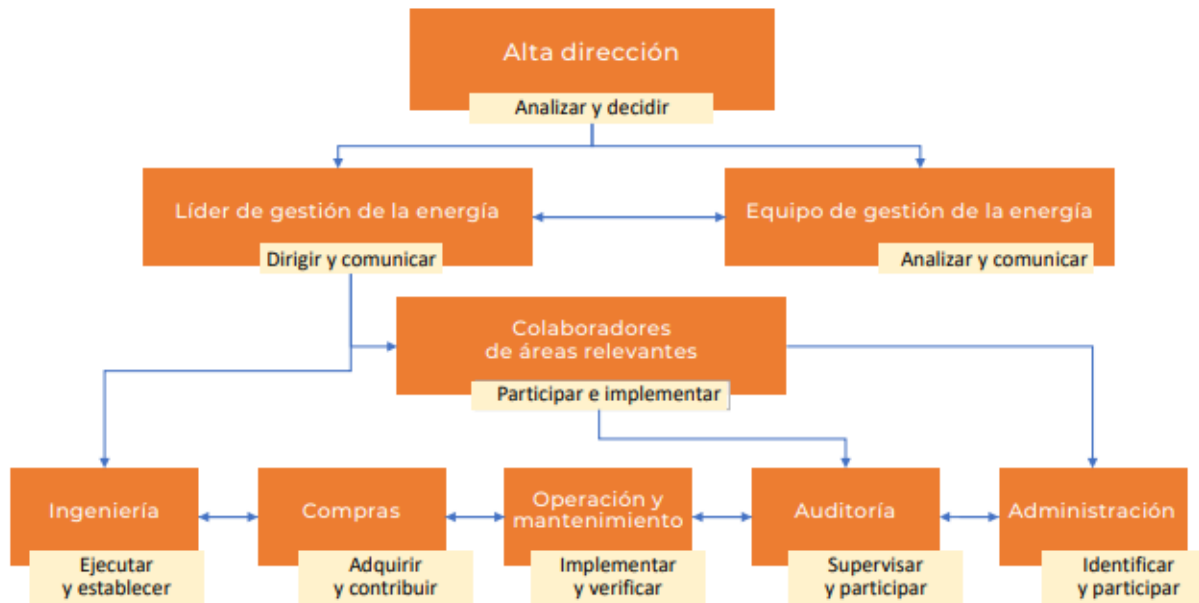 Alta dirección
Analizar y decidir
Líder de gestión de la energía
Dirigir y comunicar
Equipo de gestión de la energía
Analizar y comunicar
Colaboradores
de áreas relevantes
Participar e implementar
Ingeniería
Ejecutar
y establecer
Compras
Adquirir
y contribuir
Operación y
mantenimiento
Implementar
y verificar
Auditoría
Supervisar
y participar
Administración
Identificar
y participar